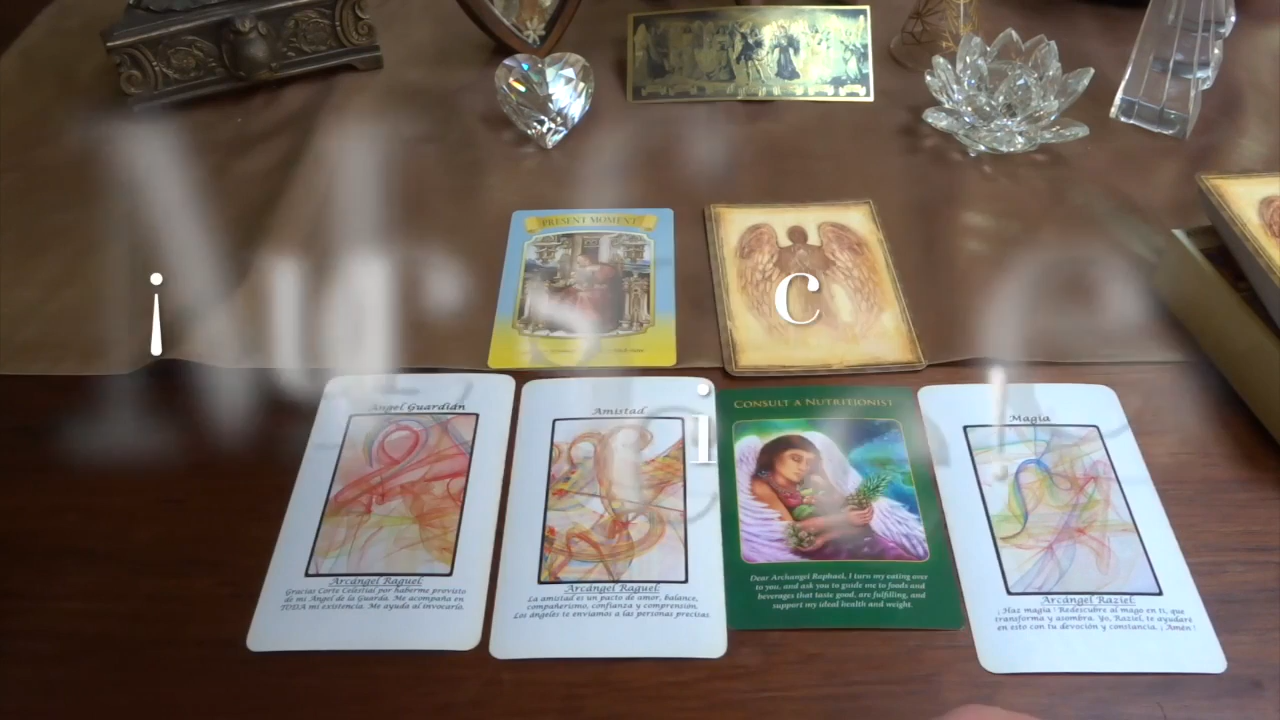 PRESENT MOMENT
¡
c
i
Angel Guardián
Arcángel Raguel:
Gracias Corte Celestial por haberme provisto
de mi Ángel de la Guarda. Me acompaña en
TODA mi existencia. Me ayuda al invocarlo.
Amistad
Arcángel Raguel:
La amistad es un pacto de amor, balance,
compañerismo, confianza y comprensión.
Los ángeles te enviamos a las personas precisas.
CONSULT A NUTRITIONIST
Dear Archangel Raphael, I turn my eating over
to you, and ask you to guide me to foods and
beverages that taste good, are fulfilling, and
support my ideal health and weight.
Magia
Arcángel Raziel:
¡ Haz magia ! Redescubre al mago en ti, que
transforma y asombra. Yo, Raziel, te ayudaré
en esto con tu devoción y constancia. ¡ Amén !